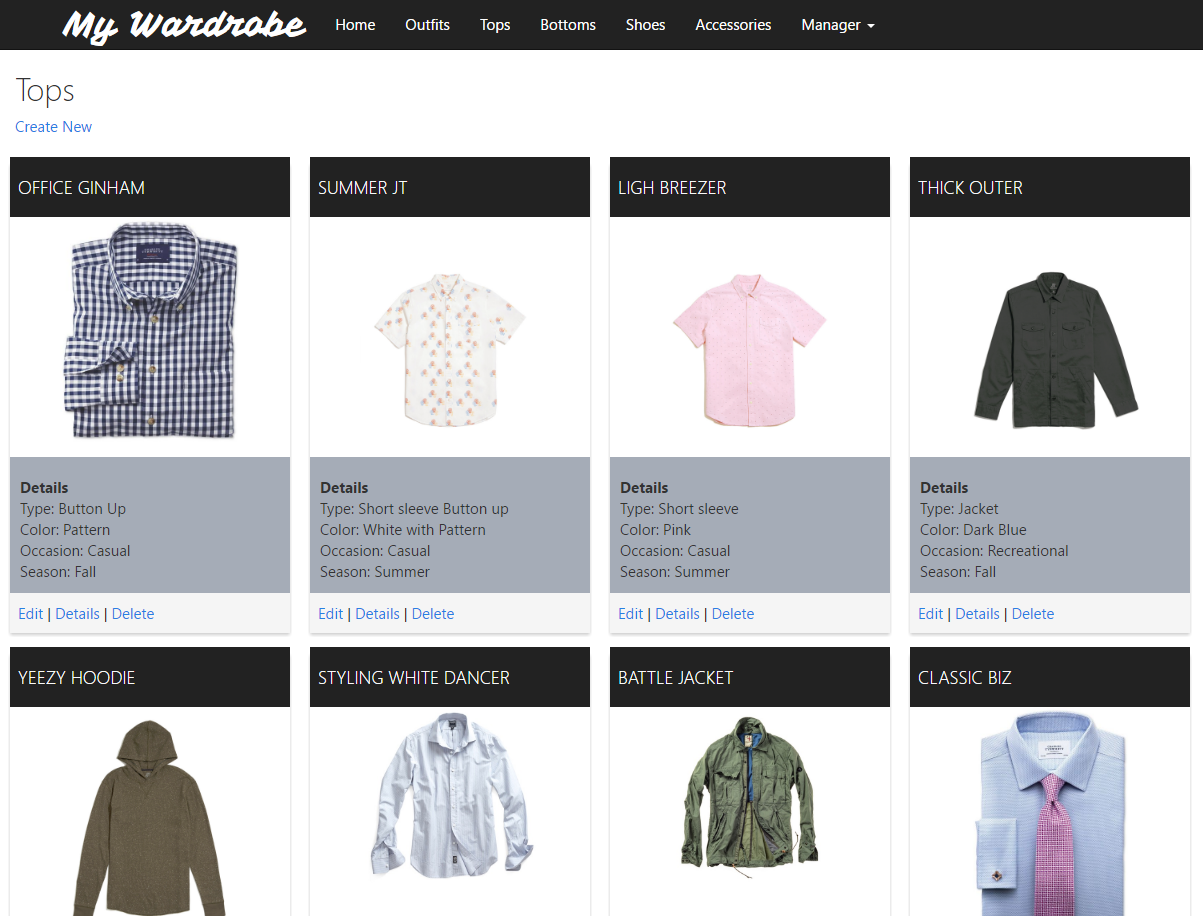 My Wardrobe Home Outfits Tops Bottoms Shoes Accessories Manager
Tops
Create New
OFFICE GINHAM
SUMMER JT
LIGH BREEZER
THICK OUTER
Details
Type: Button Up
Color: Pattern
Occasion: Casual
Season: Fall
Edit | Details | Delete
Details
Type: Short sleeve Button up
Color: White with Pattern
Occasion: Casual
Season: Summer
Edit | Details | Delete
Details
Type: Short sleeve
Color: Pink
Occasion: Casual
Season: Summer
Edit | Details | Delete
Details
Type: Jacket
Color: Dark Blue
Occasion: Recreational
Season: Fall
Edit | Details | Delete
YEEZY HOODIE
STYLING WHITE DANCER
BATTLE JACKET
CLASSIC BIZ